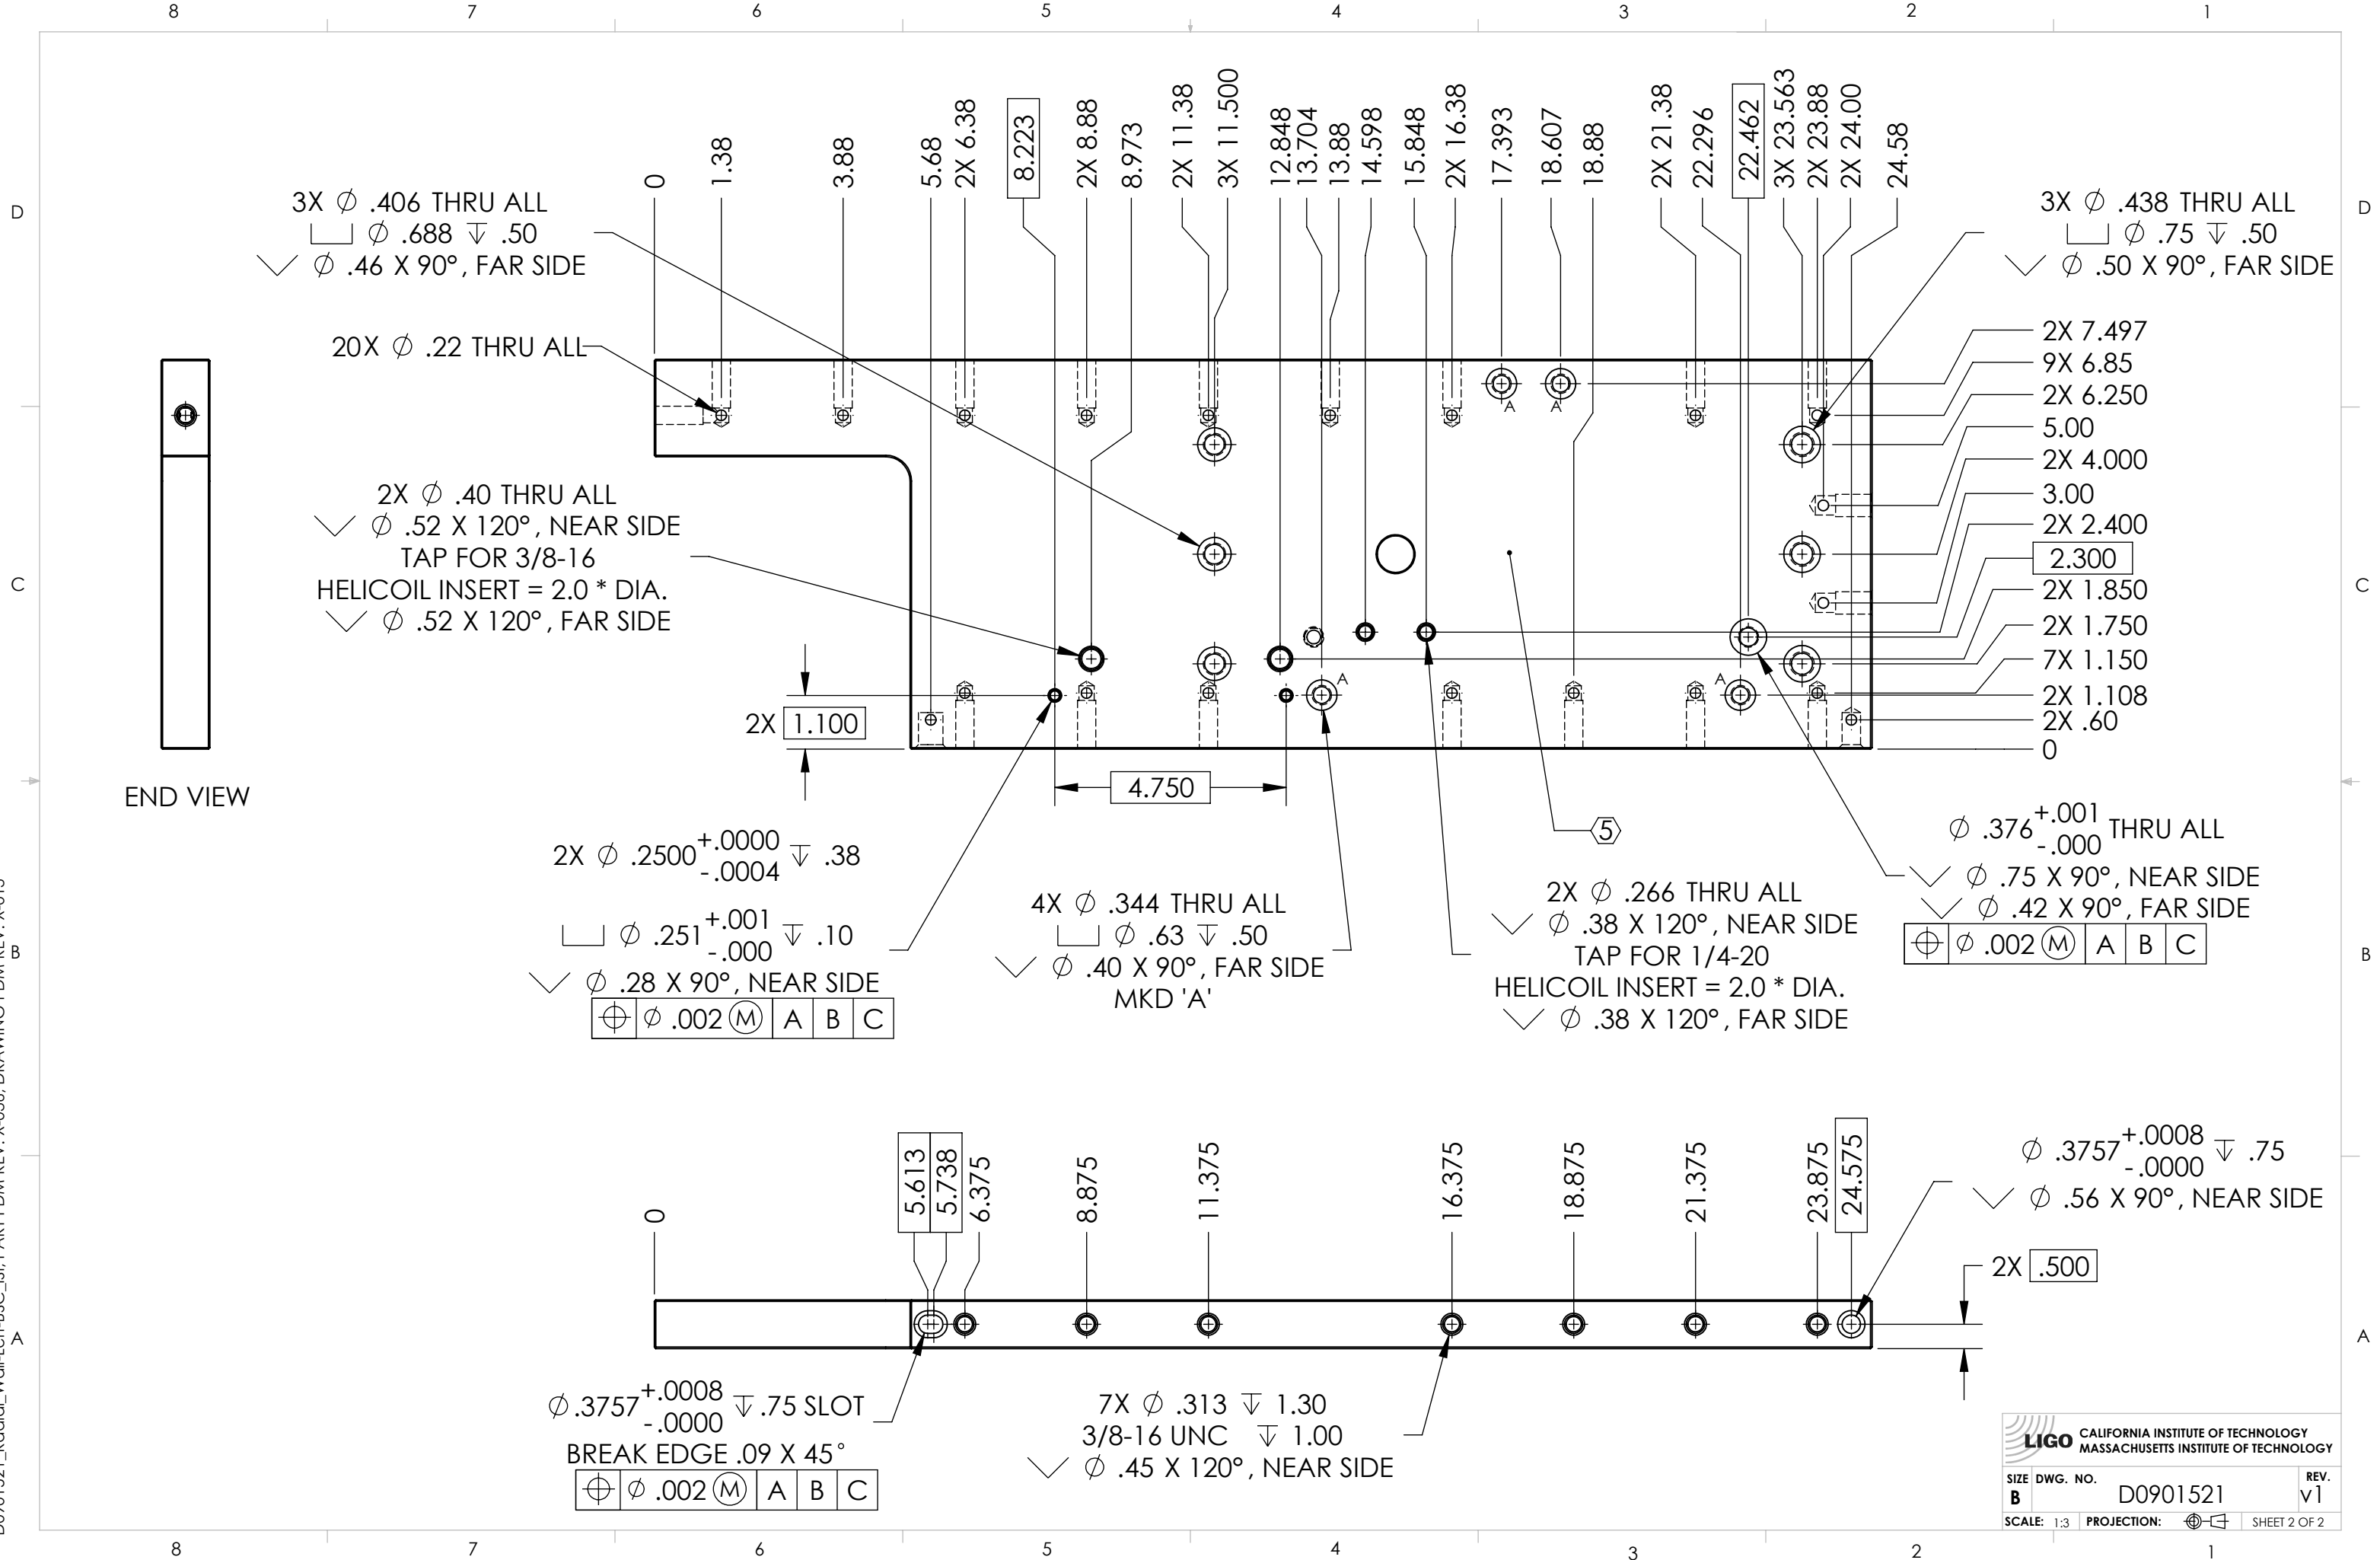 8 7 6 5 4 3 2 1
D
C
B
A
D
C
B
A
0
1.38
3.88
5.68
2X 6.38
8.223
2X 8.88
8.973
2X 11.38
3X 11.500
12.848
13.704
13.88
14.598
15.848
2X 16.38
17.393
18.607
18.88
2X 21.38
22.296
22.462
3X 23.563
2X 23.88
2X 24.00
24.58
3X ∅ .406 THRU ALL
⌴ ∅ .688 ↧ .50
⌵ ∅ .46 X 90°, FAR SIDE
20X ∅ .22 THRU ALL
2X ∅ .40 THRU ALL
⌵ ∅ .52 X 120°, NEAR SIDE
TAP FOR 3/8-16
HELICOIL INSERT = 2.0 * DIA.
⌵ ∅ .52 X 120°, FAR SIDE
3X ∅ .438 THRU ALL
⌴ ∅ .75 ↧ .50
⌵ ∅ .50 X 90°, FAR SIDE
2X 7.497
9X 6.85
2X 6.250
5.00
2X 4.000
3.00
2X 2.400
2.300
2X 1.850
2X 1.750
7X 1.150
2X 1.108
2X .60
0
A
A
A
A
2X 1.100
4.750
END VIEW
5
2X ∅ .2500 +.0000 -.0004 ↧ .38
⌴ ∅ .251 +.001 -.000 ↧ .10
⌵ ∅ .28 X 90°, NEAR SIDE
⌖ ∅ .002 Ⓜ A B C
4X ∅ .344 THRU ALL
⌴ ∅ .63 ↧ .50
⌵ ∅ .40 X 90°, FAR SIDE
MKD 'A'
2X ∅ .266 THRU ALL
⌵ ∅ .38 X 120°, NEAR SIDE
TAP FOR 1/4-20
HELICOIL INSERT = 2.0 * DIA.
⌵ ∅ .38 X 120°, FAR SIDE
∅ .376 +.001 -.000 THRU ALL
⌵ ∅ .75 X 90°, NEAR SIDE
⌵ ∅ .42 X 90°, FAR SIDE
⌖ ∅ .002 Ⓜ A B C
0
5.613
5.738
6.375
8.875
11.375
16.375
18.875
21.375
23.875
24.575
∅ .3757 +.0008 -.0000 ↧ .75
⌵ ∅ .56 X 90°, NEAR SIDE
2X .500
∅ .3757 +.0008 -.0000 ↧ .75 SLOT
BREAK EDGE .09 X 45°
⌖ ∅ .002 Ⓜ A B C
7X ∅ .313 ↧ 1.30
3/8-16 UNC ↧ 1.00
⌵ ∅ .45 X 120°, NEAR SIDE
LIGO
CALIFORNIA INSTITUTE OF TECHNOLOGY
MASSACHUSETTS INSTITUTE OF TECHNOLOGY
SIZE DWG. NO. REV.
B D0901521 v1
SCALE: 1:3 PROJECTION: SHEET 2 OF 2
8 7 6 5 4 3 2 1